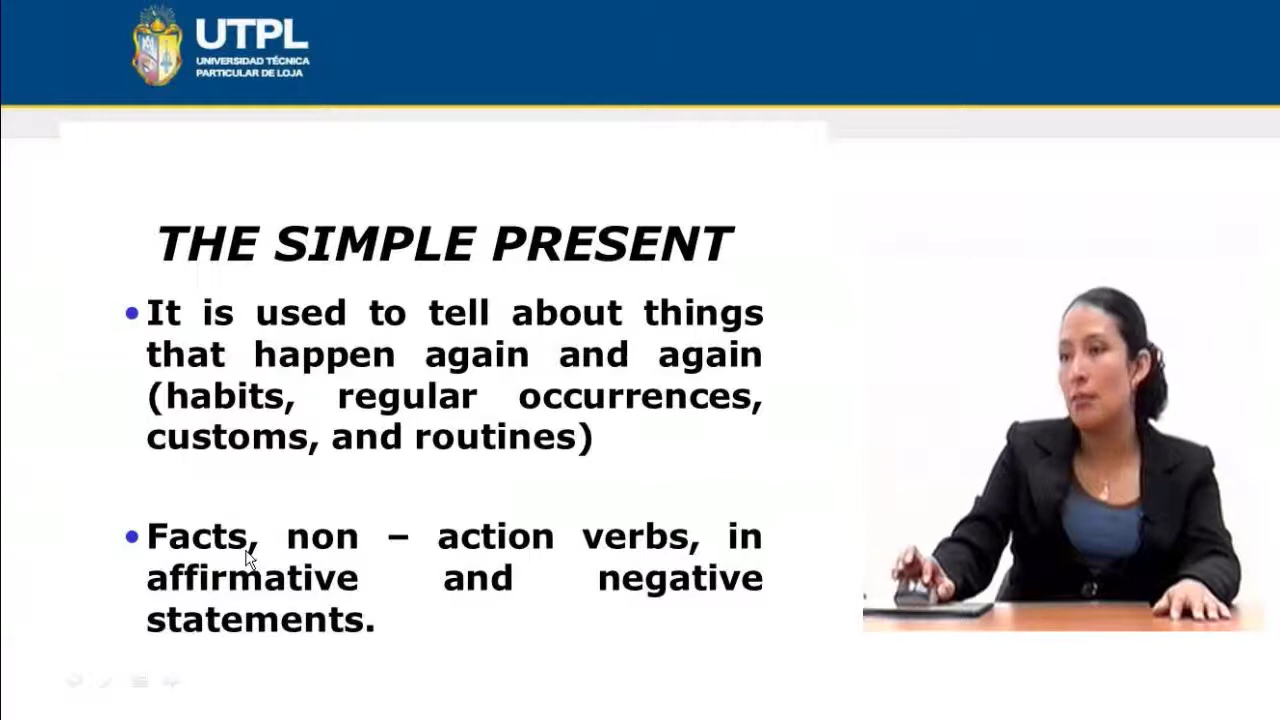 UTPL
UNIVERSIDAD TÉCNICA
PARTICULAR DE LOJA
THE SIMPLE PRESENT
•It is used to tell about things
that happen again and again
(habits, regular occurrences,
customs, and routines)
•Facts, non – action verbs, in
affirmative and negative
statements.